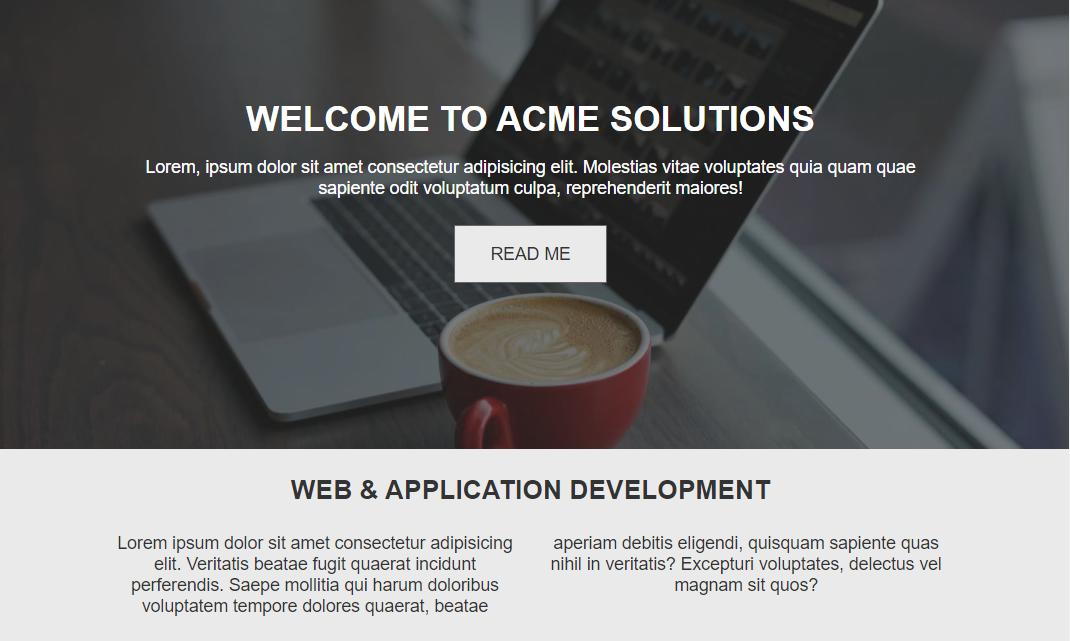 WELCOME TO ACME SOLUTIONS
Lorem, ipsum dolor sit amet consectetur adipisicing elit. Molestias vitae voluptates quia quam quae
sapiente odit voluptatum culpa, reprehenderit maiores!
READ ME
WEB & APPLICATION DEVELOPMENT
Lorem ipsum dolor sit amet consectetur adipisicing
elit. Veritatis beatae fugit quaerat incidunt
perferendis. Saepe mollitia qui harum doloribus
voluptatem tempore dolores quaerat, beatae
aperiam debitis eligendi, quisquam sapiente quas
nihil in veritatis? Excepturi voluptates, delectus vel
magnam sit quos?